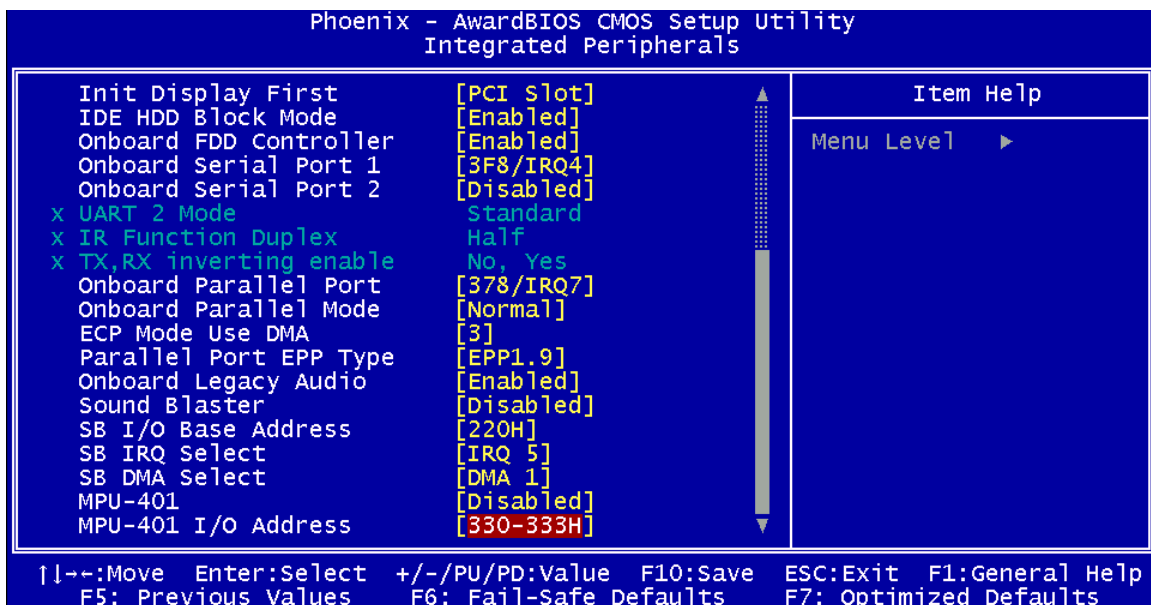 Phoenix - AwardBIOS CMOS Setup Utility
Integrated Peripherals
Init Display First [PCI Slot]
IDE HDD Block Mode [Enabled]
Onboard FDD Controller [Enabled]
Onboard Serial Port 1 [3F8/IRQ4]
Onboard Serial Port 2 [Disabled]
x UART 2 Mode Standard
x IR Function Duplex Half
x TX,RX inverting enable No, Yes
Onboard Parallel Port [378/IRQ7]
Onboard Parallel Mode [Normal]
ECP Mode Use DMA [3]
Parallel Port EPP Type [EPP1.9]
Onboard Legacy Audio [Enabled]
Sound Blaster [Disabled]
SB I/O Base Address [220H]
SB IRQ Select [IRQ 5]
SB DMA Select [DMA 1]
MPU-401 [Disabled]
MPU-401 I/O Address [330-333H]
Item Help
Menu Level ▶
↑↓→←:Move Enter:Select +/-/PU/PD:Value F10:Save ESC:Exit F1:General Help
F5: Previous Values F6: Fail-Safe Defaults F7: Optimized Defaults